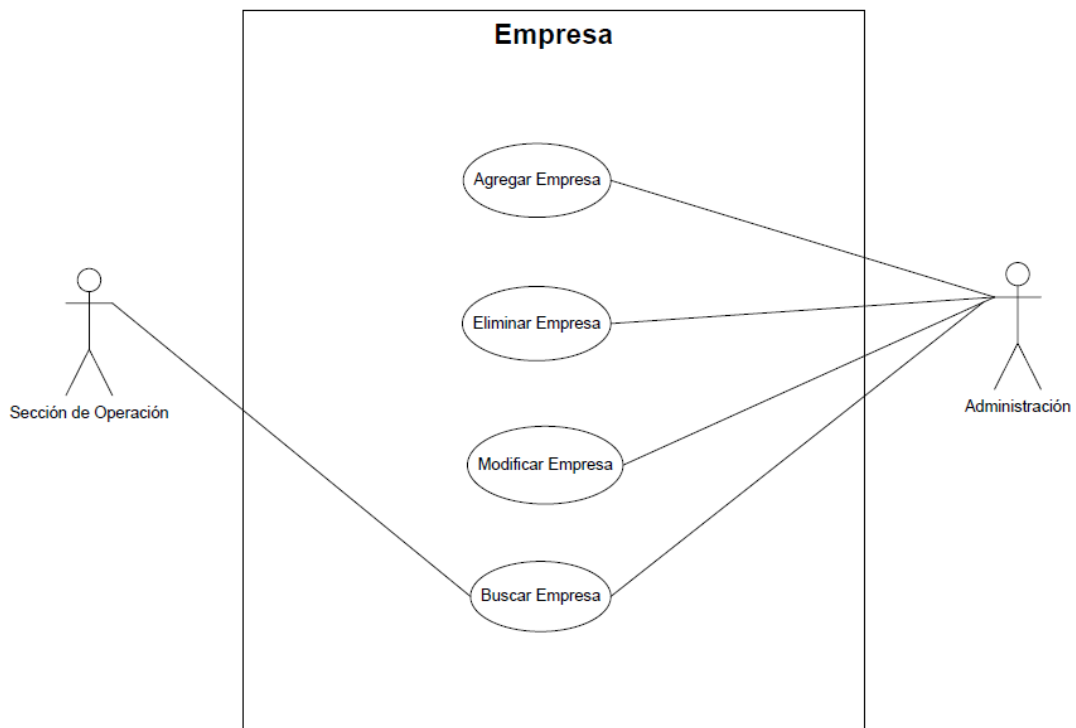 Empresa
Agregar Empresa
Eliminar Empresa
Sección de Operación
Administración
Modificar Empresa
Buscar Empresa